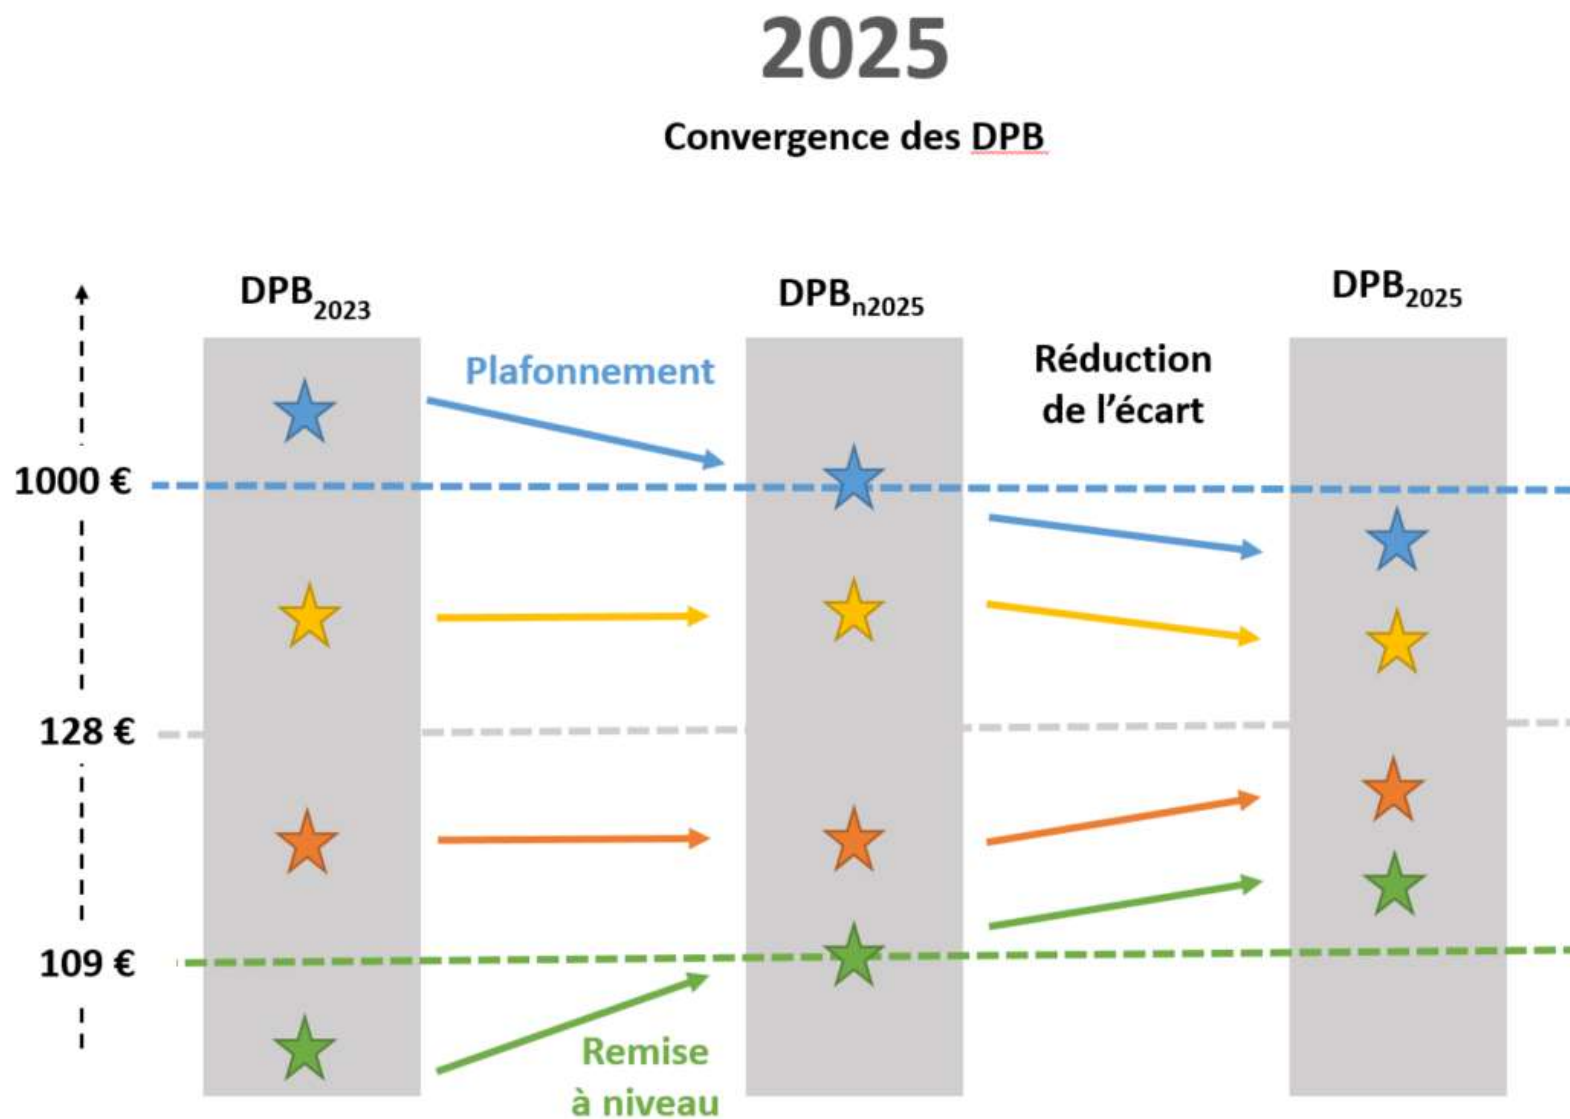 2025
Convergence des DPB
DPB2023
DPBn2025
DPB2025
Plafonnement
Réduction
de l'écart
1000 €
128 €
109 €
Remise
à niveau